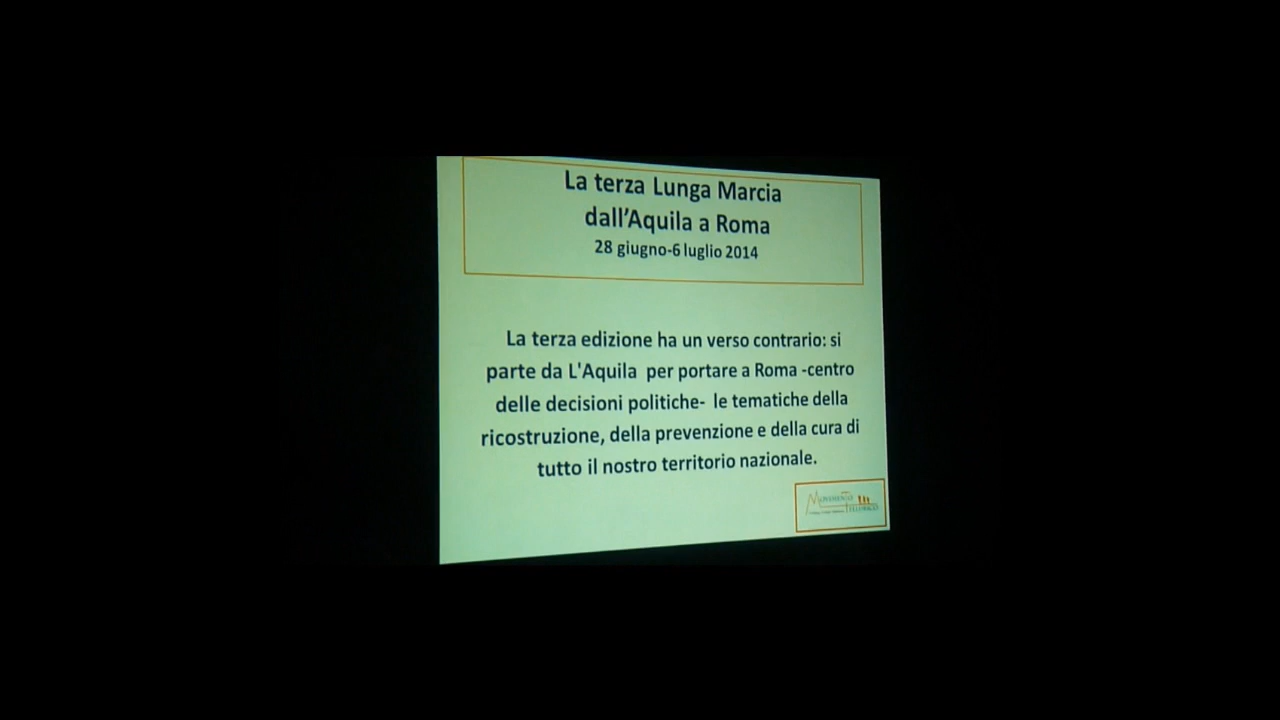 La terza Lunga Marcia
dall'Aquila a Roma
28 giugno-6 luglio 2014
La terza edizione ha un verso contrario: si
parte da L'Aquila per portare a Roma -centro
delle decisioni politiche- le tematiche della
ricostruzione, della prevenzione e della cura di
tutto il nostro territorio nazionale.